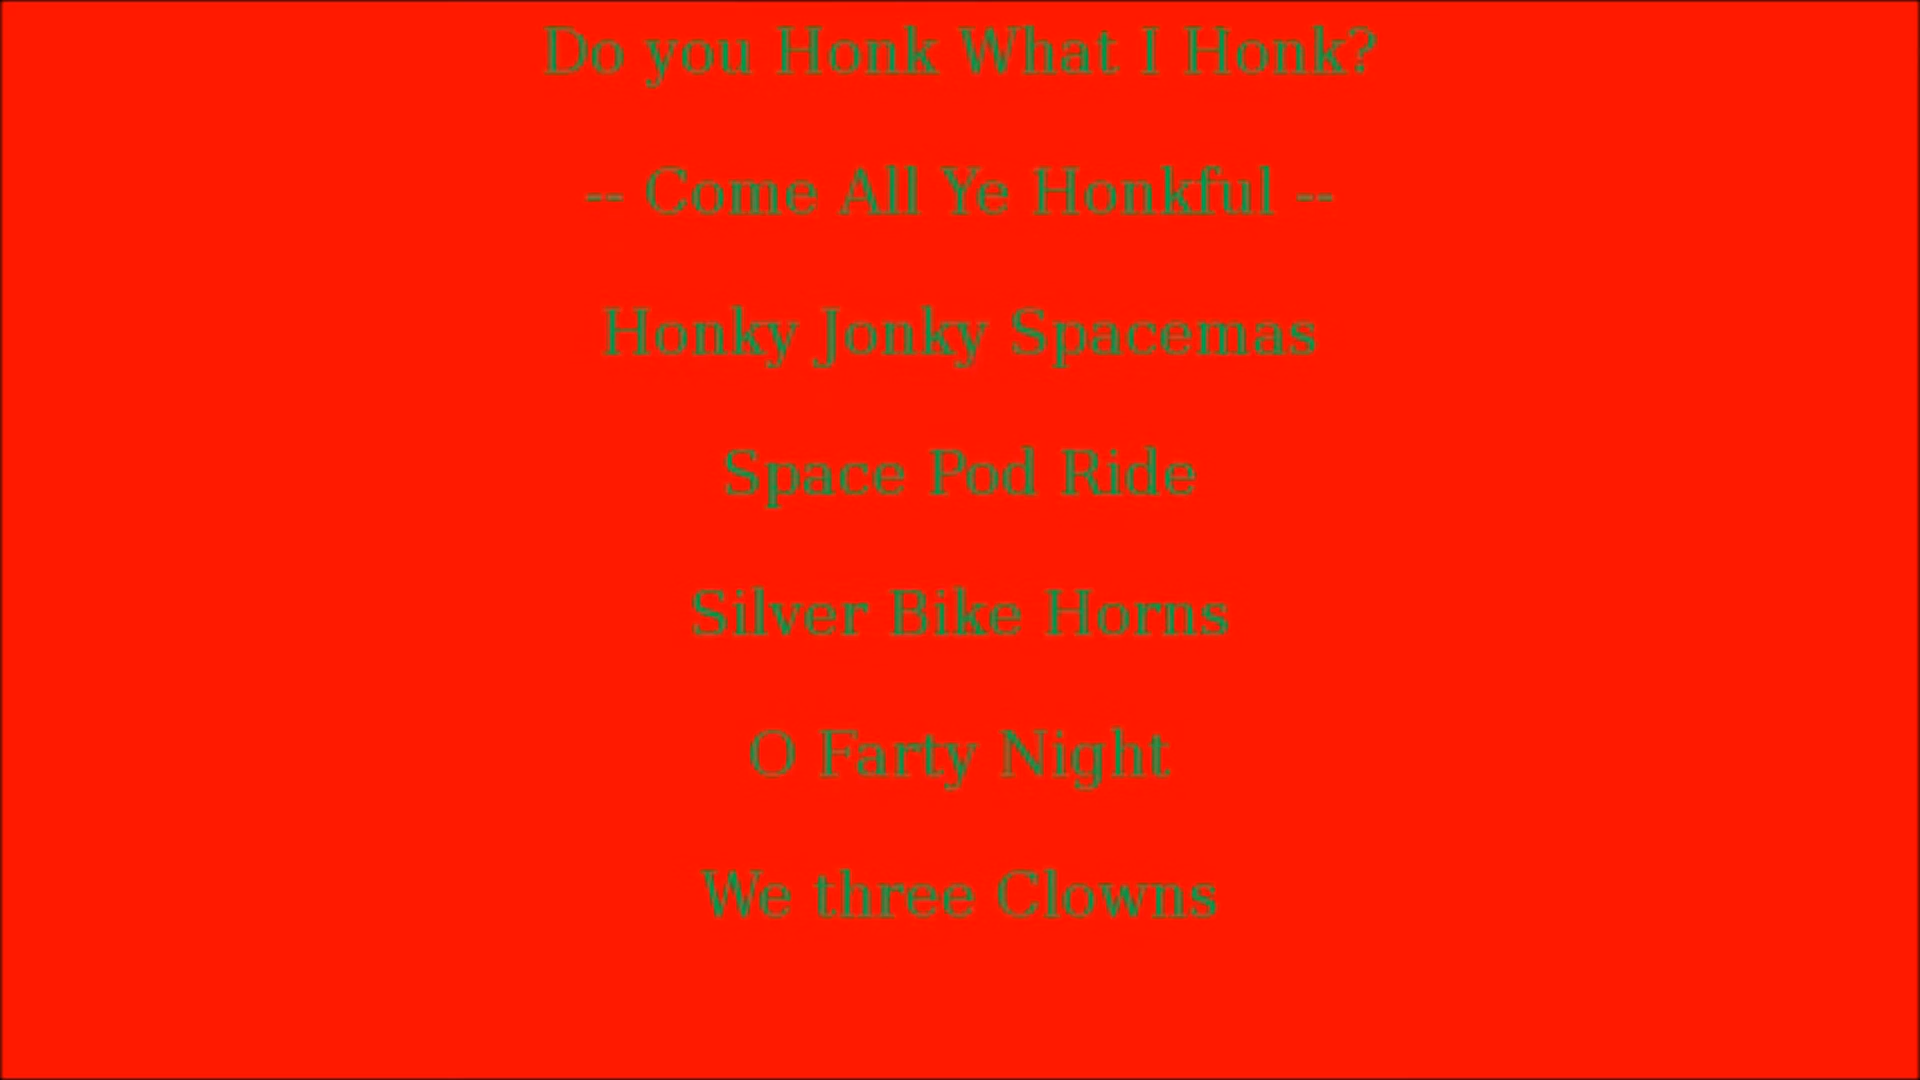 Do you Honk What I Honk?
-- Come All Ye Honkful --
Honky Jonky Spacemas
Space Pod Ride
Silver Bike Horns
O Farty Night
We three Clowns